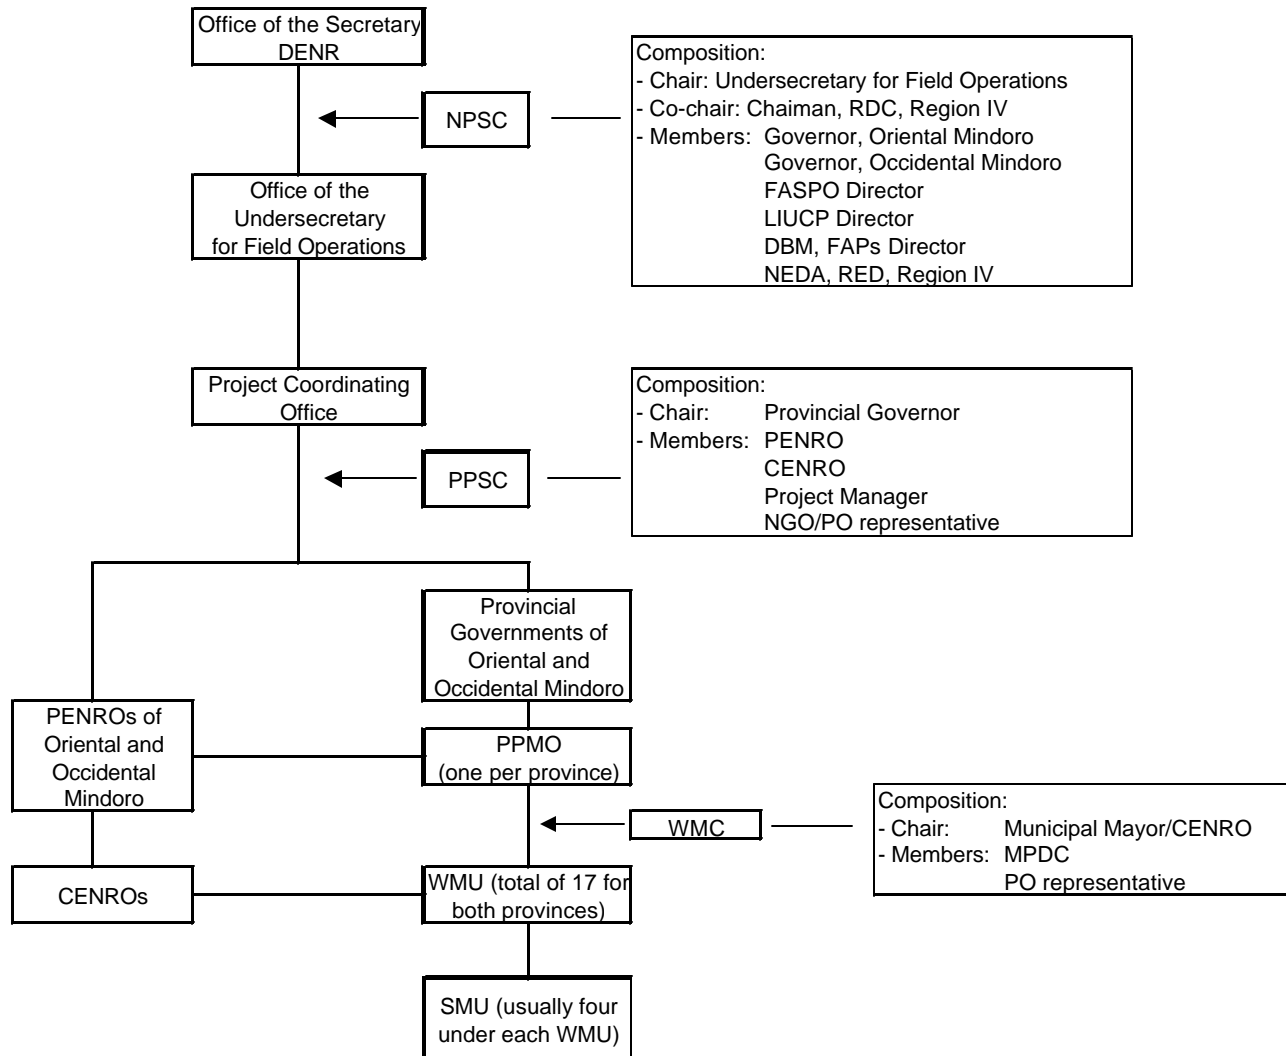 Office of the Secretary
DENR
Composition:
- Chair: Undersecretary for Field Operations
- Co-chair: Chaiman, RDC, Region IV
- Members: Governor, Oriental Mindoro
Governor, Occidental Mindoro
FASPO Director
LIUCP Director
DBM, FAPs Director
NEDA, RED, Region IV
NPSC
Office of the
Undersecretary
for Field Operations
Project Coordinating
Office
Composition:
- Chair: Provincial Governor
- Members: PENRO
CENRO
Project Manager
NGO/PO representative
PPSC
Provincial
Governments of
Oriental and
Occidental Mindoro
PENROs of
Oriental and
Occidental
Mindoro
PPMO
(one per province)
Composition:
- Chair: Municipal Mayor/CENRO
- Members: MPDC
PO representative
WMC
CENROs
WMU (total of 17 for
both provinces)
SMU (usually four
under each WMU)